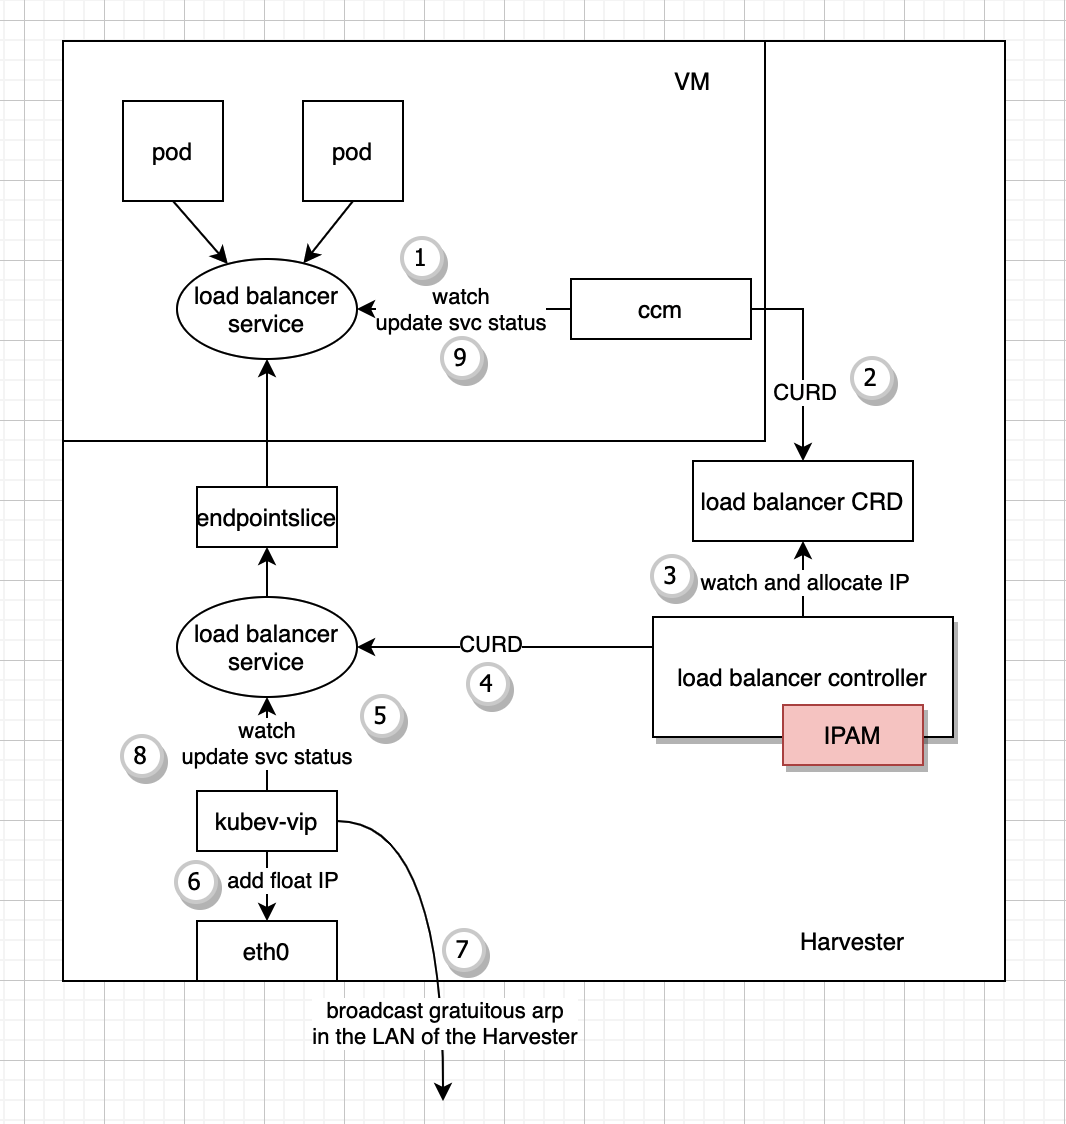 VM
pod
pod
1
load balancer
service
watch
update svc status
9
ccm
2
CURD
load balancer CRD
endpointslice
3
watch and allocate IP
load balancer
service
CURD
4
load balancer controller
IPAM
5
watch
update svc status
8
kubev-vip
6
add float IP
eth0
7
Harvester
broadcast gratuitous arp
in the LAN of the Harvester